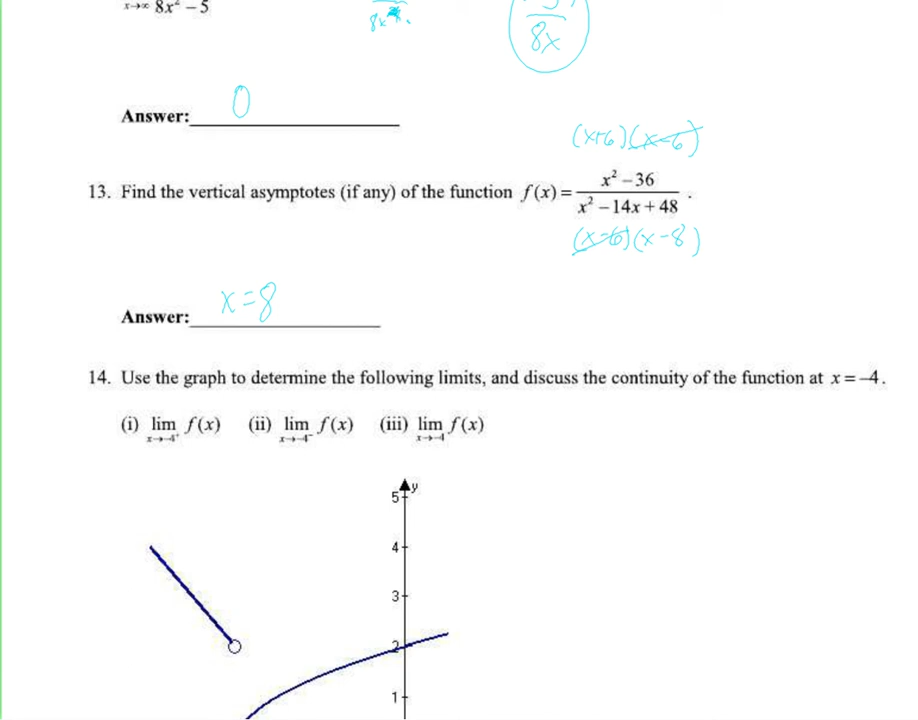 x→∞ 8x² − 5
8x
Answer: 0
(x+6)(x−6)
13. Find the vertical asymptotes (if any) of the function f(x) = (x² − 36)/(x² − 14x + 48).
(x−6)(x−8)
Answer: x=8
14. Use the graph to determine the following limits, and discuss the continuity of the function at x = −4.
(i) lim x→−4⁺ f(x) (ii) lim x→−4⁻ f(x) (iii) lim x→−4 f(x)
y
5
4
3
2
1